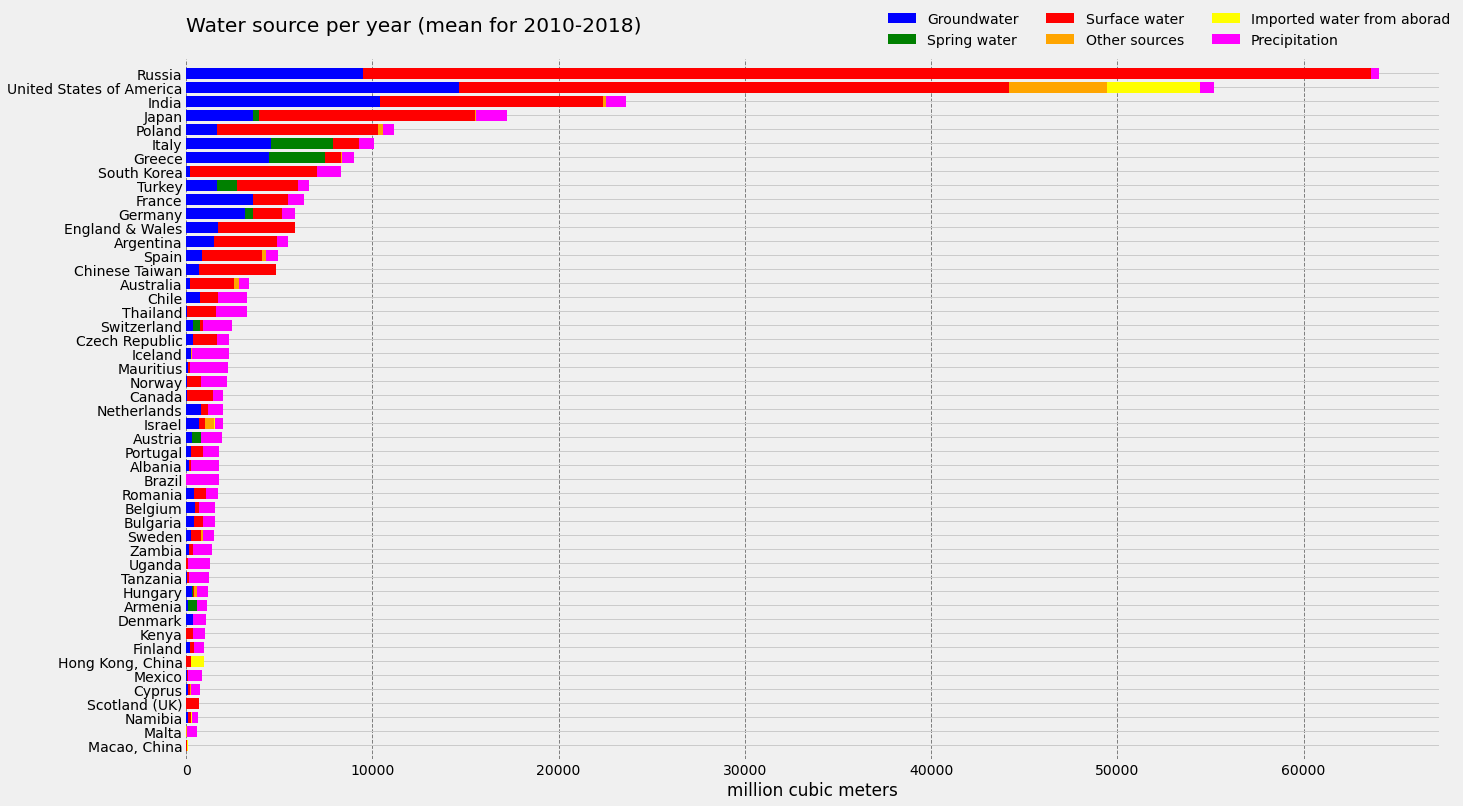 Water source per year (mean for 2010-2018)
Groundwater
Surface water
Imported water from aborad
Spring water
Other sources
Precipitation
Russia
United States of America
India
Japan
Poland
Italy
Greece
South Korea
Turkey
France
Germany
England & Wales
Argentina
Spain
Chinese Taiwan
Australia
Chile
Thailand
Switzerland
Czech Republic
Iceland
Mauritius
Norway
Canada
Netherlands
Israel
Austria
Portugal
Albania
Brazil
Romania
Belgium
Bulgaria
Sweden
Zambia
Uganda
Tanzania
Hungary
Armenia
Denmark
Kenya
Finland
Hong Kong, China
Mexico
Cyprus
Scotland (UK)
Namibia
Malta
Macao, China
0 10000 20000 30000 40000 50000 60000
million cubic meters